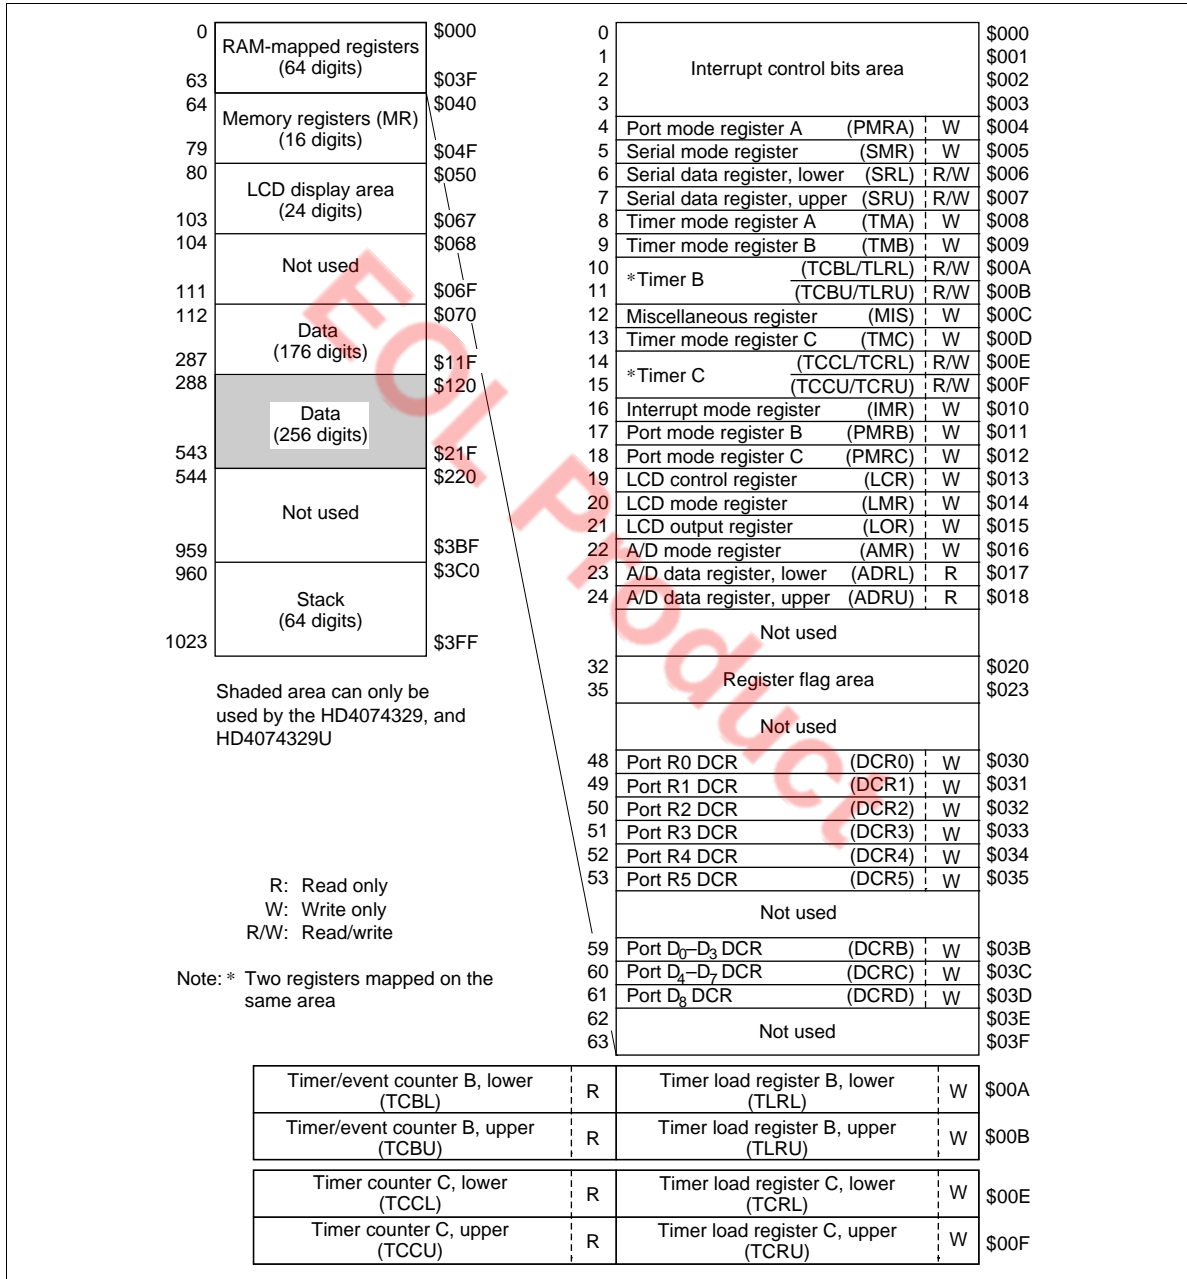 0 $000
RAM-mapped registers
(64 digits)
63 $03F
64 $040
Memory registers (MR)
(16 digits)
79 $04F
80 $050
LCD display area
(24 digits)
103 $067
104 $068
Not used
111 $06F
112 $070
Data
(176 digits)
287 $11F
288 $120
Data
(256 digits)
543 $21F
544 $220
Not used
959 $3BF
960 $3C0
Stack
(64 digits)
1023 $3FF
Shaded area can only be
used by the HD4074329, and
HD4074329U
R: Read only
W: Write only
R/W: Read/write
Note: * Two registers mapped on the
same area
0 $000
1 $001
Interrupt control bits area
2 $002
3 $003
4 Port mode register A (PMRA) W $004
5 Serial mode register (SMR) W $005
6 Serial data register, lower (SRL) R/W $006
7 Serial data register, upper (SRU) R/W $007
8 Timer mode register A (TMA) W $008
9 Timer mode register B (TMB) W $009
10 (TCBL/TLRL) R/W $00A
*Timer B
11 (TCBU/TLRU) R/W $00B
12 Miscellaneous register (MIS) W $00C
13 Timer mode register C (TMC) W $00D
14 (TCCL/TCRL) R/W $00E
*Timer C
15 (TCCU/TCRU) R/W $00F
16 Interrupt mode register (IMR) W $010
17 Port mode register B (PMRB) W $011
18 Port mode register C (PMRC) W $012
19 LCD control register (LCR) W $013
20 LCD mode register (LMR) W $014
21 LCD output register (LOR) W $015
22 A/D mode register (AMR) W $016
23 A/D data register, lower (ADRL) R $017
24 A/D data register, upper (ADRU) R $018
Not used
32 $020
Register flag area
35 $023
Not used
48 Port R0 DCR (DCR0) W $030
49 Port R1 DCR (DCR1) W $031
50 Port R2 DCR (DCR2) W $032
51 Port R3 DCR (DCR3) W $033
52 Port R4 DCR (DCR4) W $034
53 Port R5 DCR (DCR5) W $035
Not used
59 Port D0–D3 DCR (DCRB) W $03B
60 Port D4–D7 DCR (DCRC) W $03C
61 Port D8 DCR (DCRD) W $03D
62 $03E
Not used
63 $03F
Timer/event counter B, lower
(TCBL) R Timer load register B, lower
(TLRL) W $00A
Timer/event counter B, upper
(TCBU) R Timer load register B, upper
(TLRU) W $00B
Timer counter C, lower
(TCCL) R Timer load register C, lower
(TCRL) W $00E
Timer counter C, upper
(TCCU) R Timer load register C, upper
(TCRU) W $00F
EOL Product